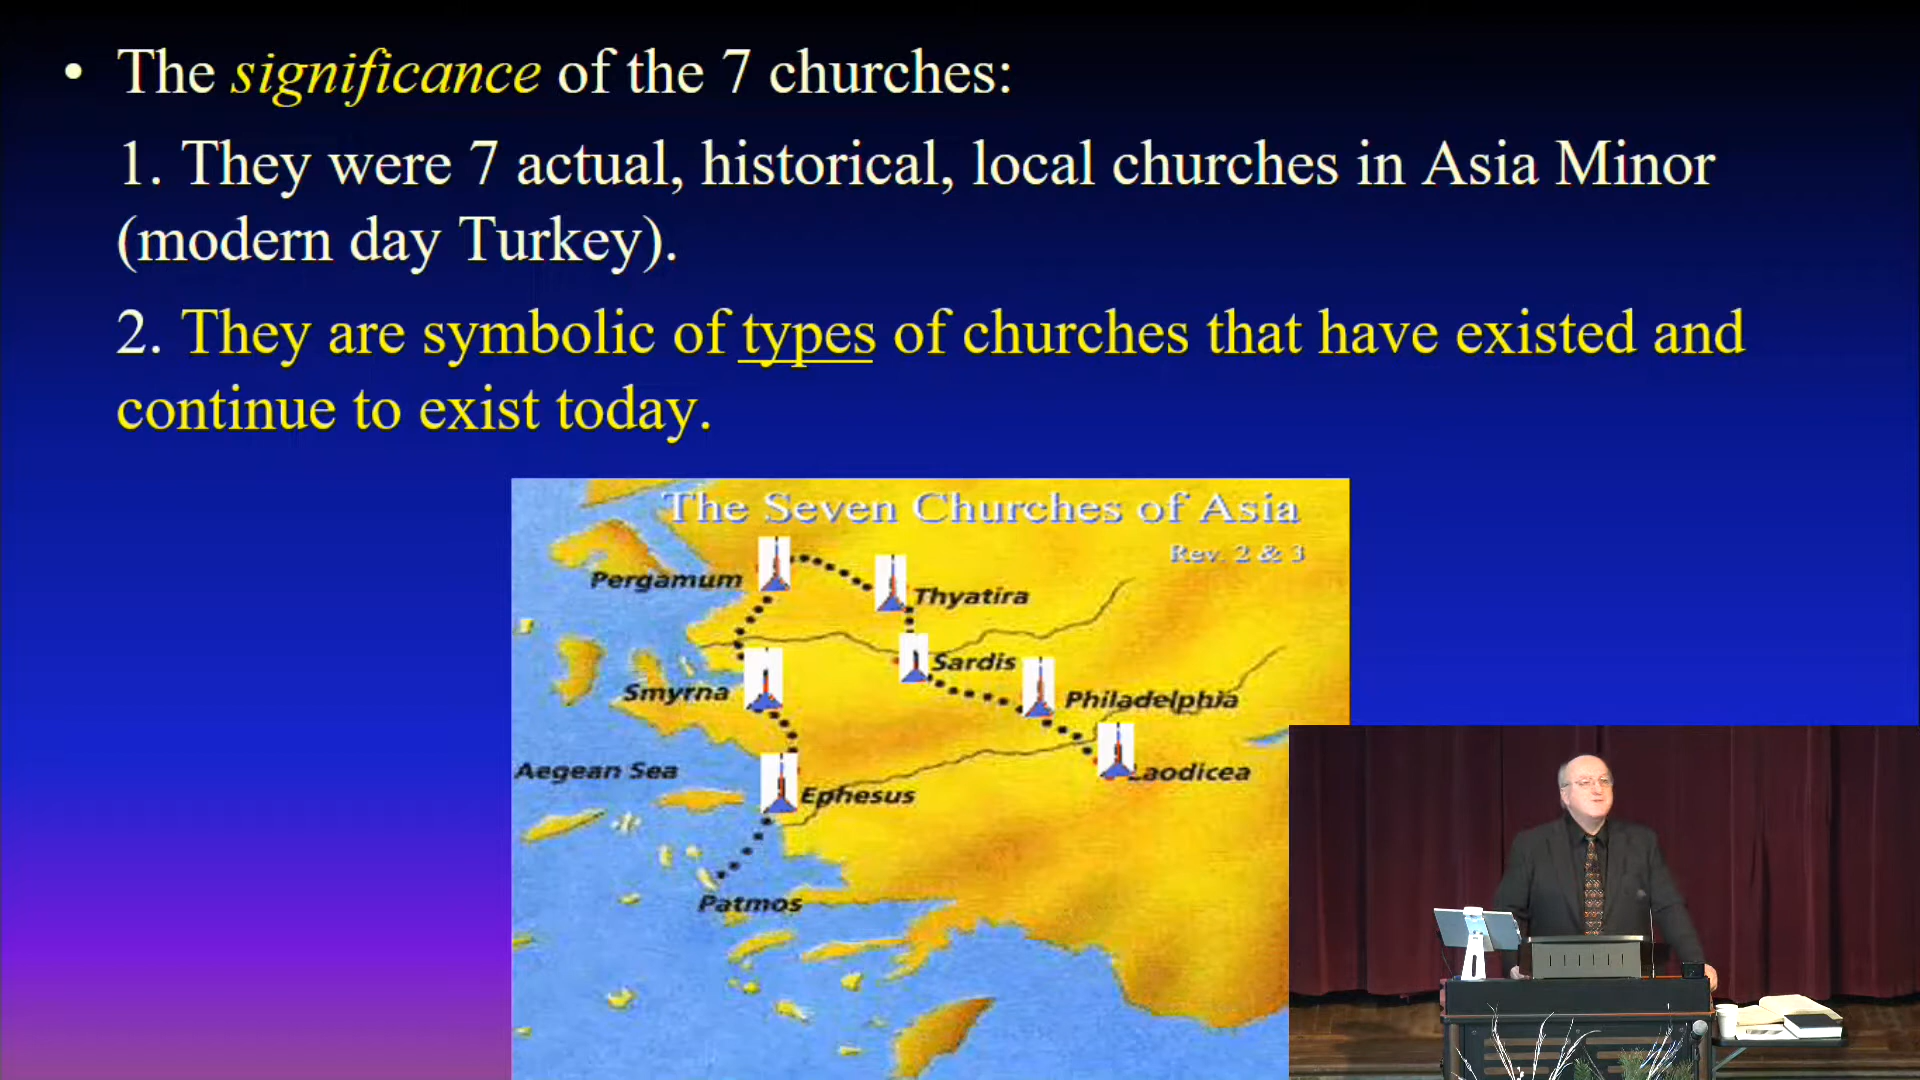 • The significance of the 7 churches:
1. They were 7 actual, historical, local churches in Asia Minor
(modern day Turkey).
2. They are symbolic of types of churches that have existed and
continue to exist today.
The Seven Churches of Asia
Rev. 2 & 3
Pergamum
Thyatira
Sardis
Smyrna
Philadelphia
Aegean Sea
Laodicea
Ephesus
Patmos